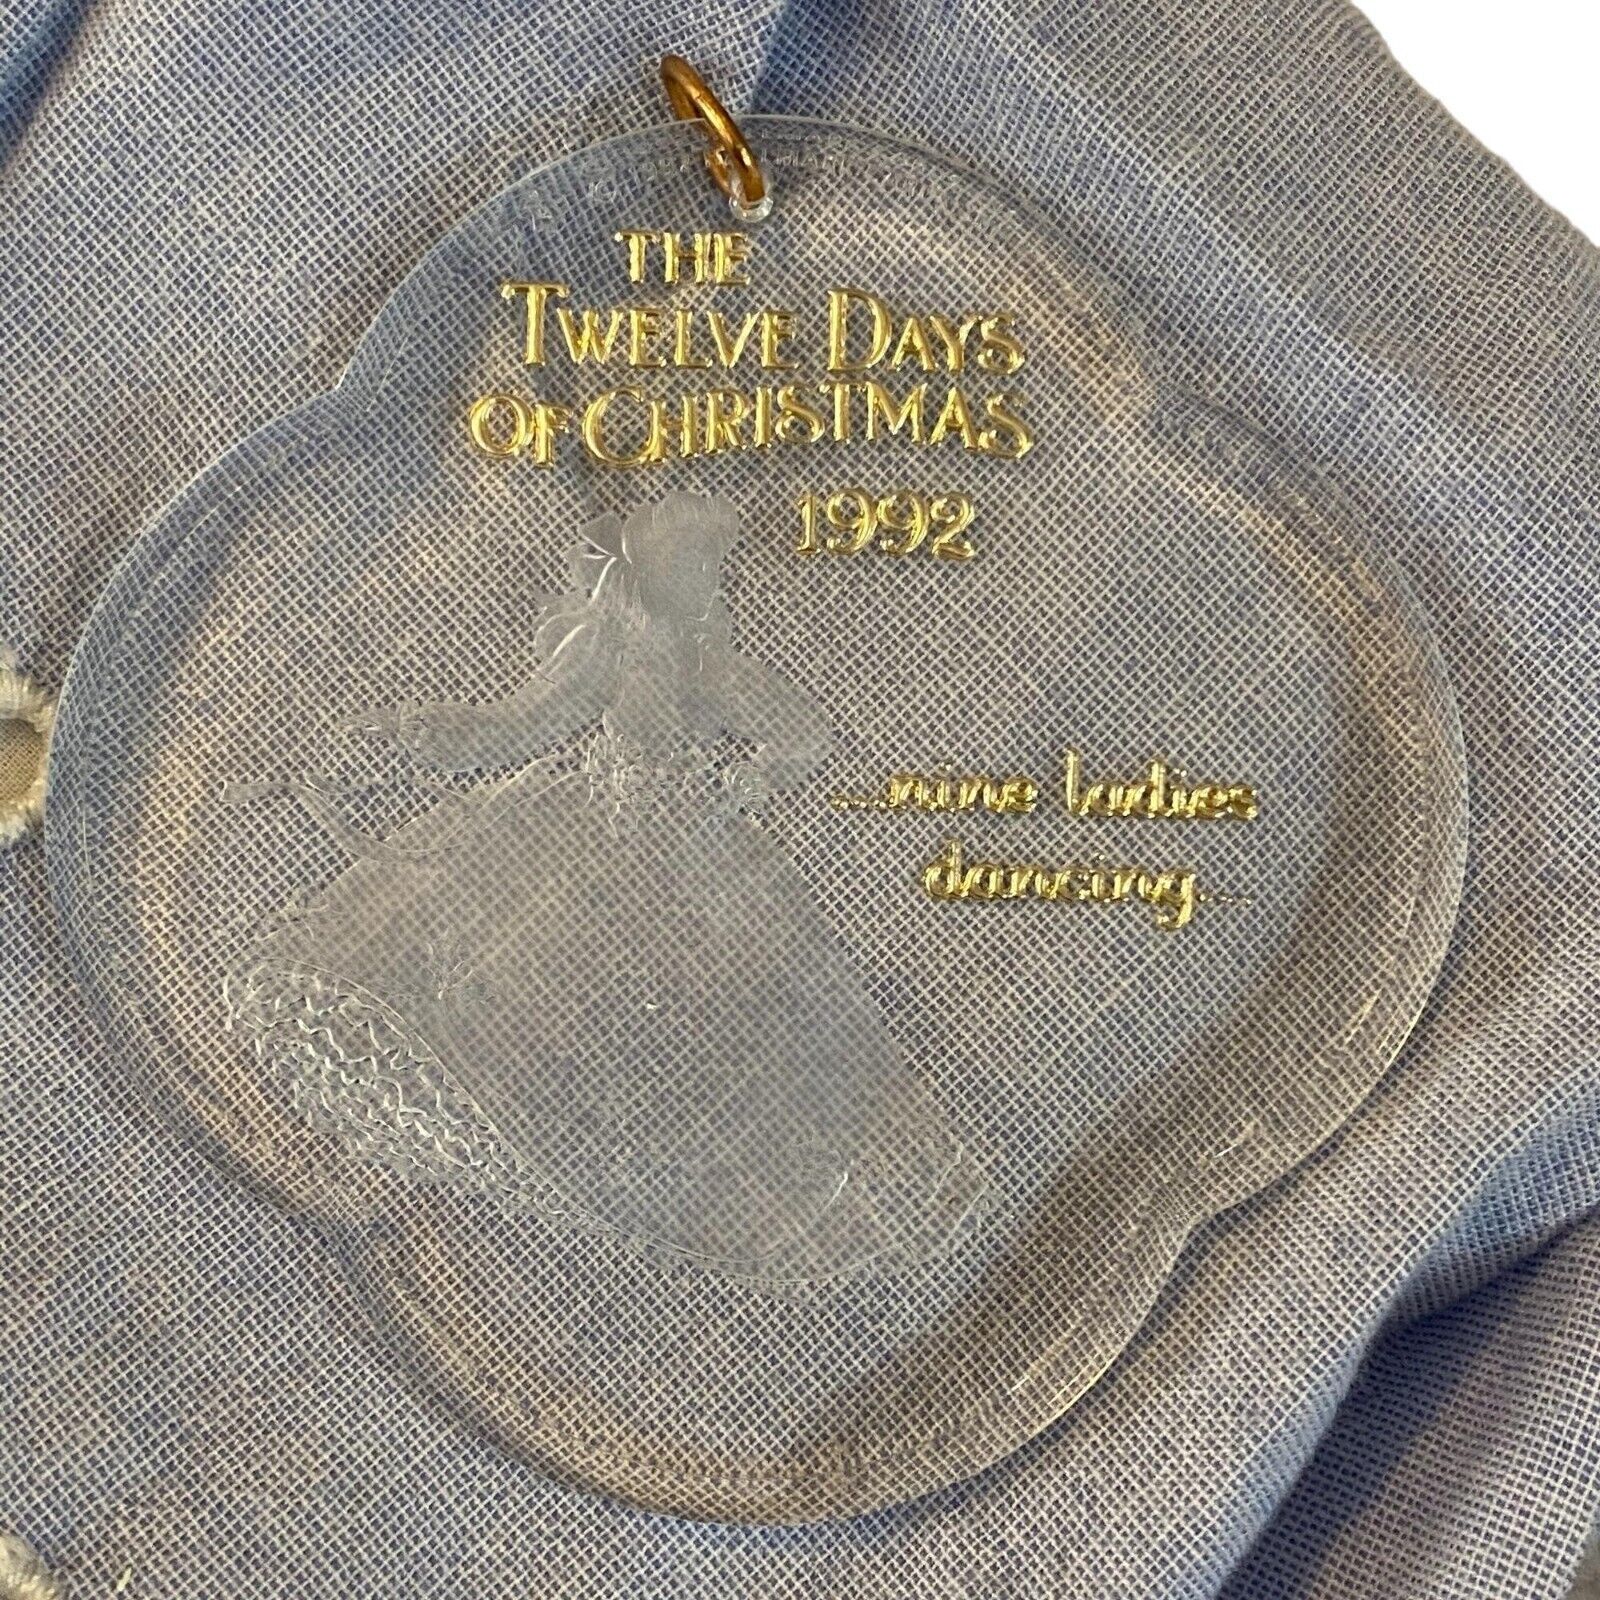 THE
TWELVE DAYS
OF CHRISTMAS
1992
...nine ladies
dancing...